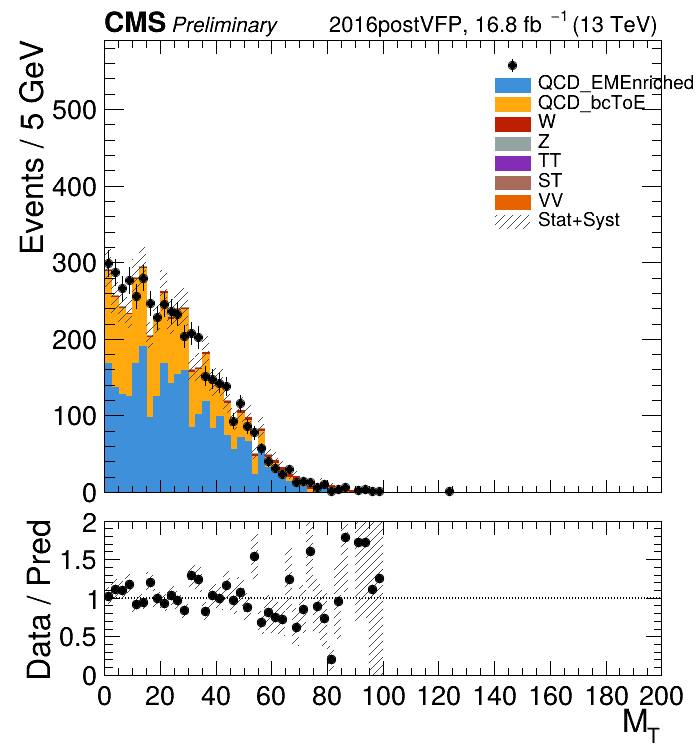 CMS Preliminary 2016postVFP, 16.8 fb ⁻¹ (13 TeV)
Events / 5 GeV
500
400
300
200
100
0
QCD_EMEnriched
QCD_bcToE
W
Z
TT
ST
VV
Stat+Syst
Data / Pred
2
1.5
1
0.5
0
0 20 40 60 80 100 120 140 160 180 200
M_T